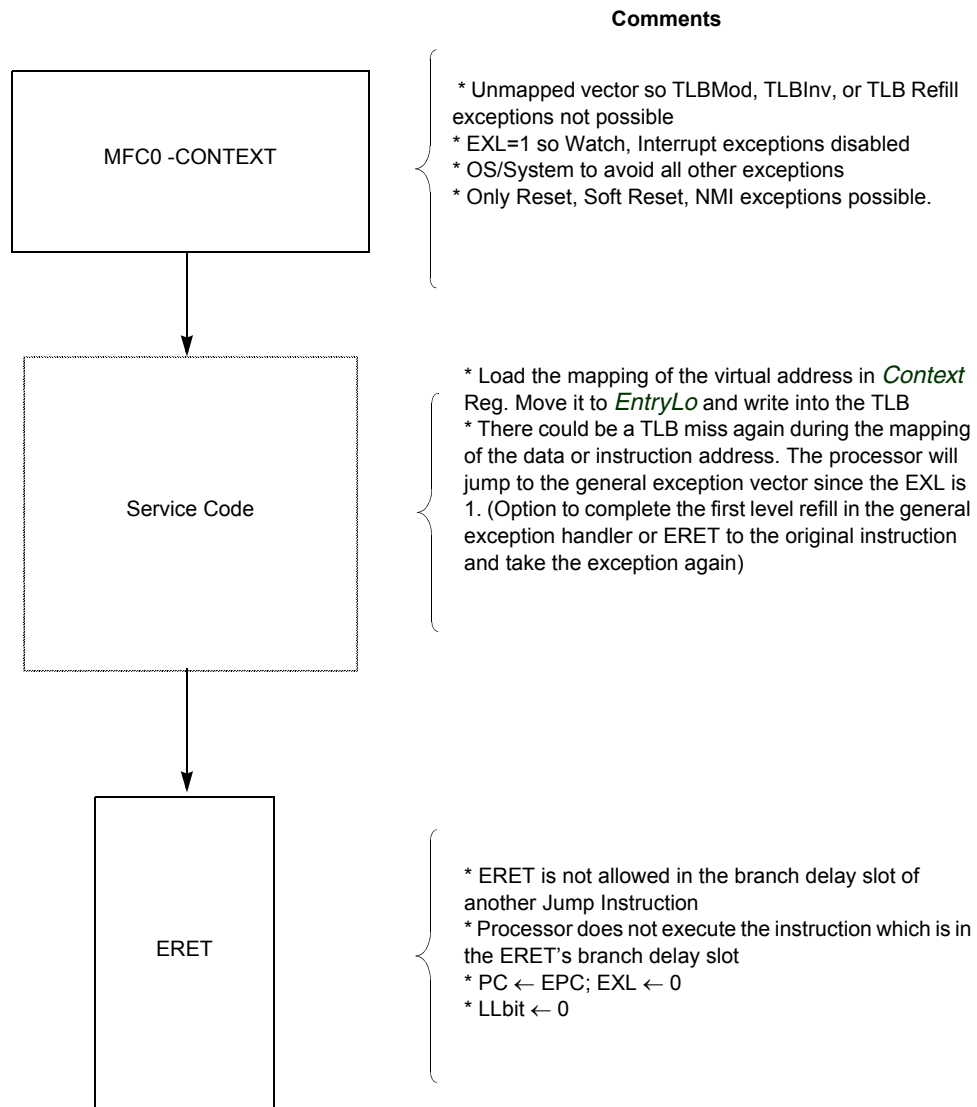 Comments
MFC0 -CONTEXT
* Unmapped vector so TLBMod, TLBInv, or TLB Refill
exceptions not possible
* EXL=1 so Watch, Interrupt exceptions disabled
* OS/System to avoid all other exceptions
* Only Reset, Soft Reset, NMI exceptions possible.
Service Code
* Load the mapping of the virtual address in Context
Reg. Move it to EntryLo and write into the TLB
* There could be a TLB miss again during the mapping
of the data or instruction address. The processor will
jump to the general exception vector since the EXL is
1. (Option to complete the first level refill in the general
exception handler or ERET to the original instruction
and take the exception again)
ERET
* ERET is not allowed in the branch delay slot of
another Jump Instruction
* Processor does not execute the instruction which is in
the ERET’s branch delay slot
* PC ← EPC; EXL ← 0
* LLbit ← 0